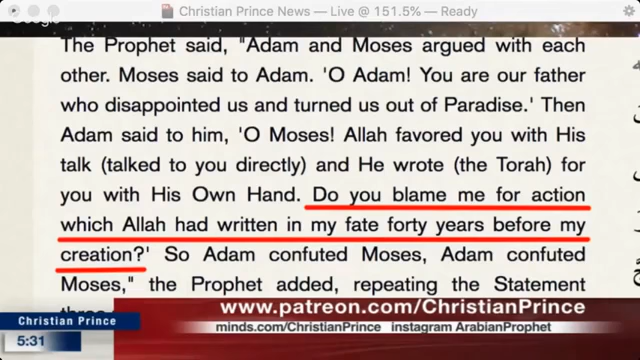 Christian Prince News — Live @ 151.5% — Ready
The Prophet said, "Adam and Moses argued with each
other. Moses said to Adam. 'O Adam! You are our father
who disappointed us and turned us out of Paradise.' Then
Adam said to him, 'O Moses! Allah favored you with His
talk (talked to you directly) and He wrote (the Torah) for
you with His Own Hand. Do you blame me for action
which Allah had written in my fate forty years before my
creation?' So Adam confuted Moses, Adam confuted
Moses," the Prophet added, repeating the Statement
www.patreon.com/ChristianPrince
Christian Prince
minds.com/ChristianPrince instagram ArabianProphet
5:31